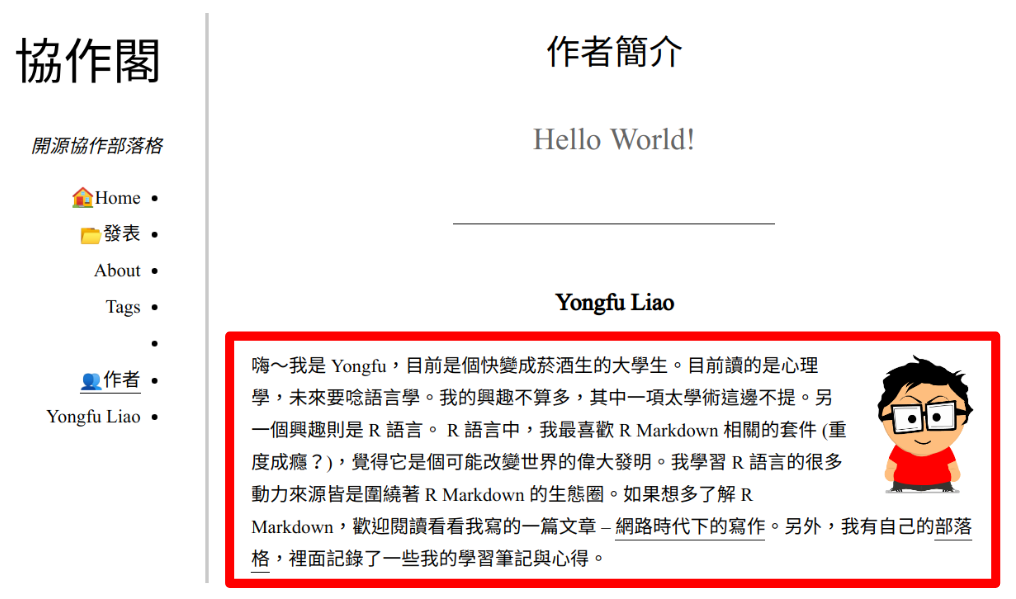 協作閣
開源協作部落格
🏠Home
📂發表
About
Tags
👥作者
Yongfu Liao
作者簡介
Hello World!
Yongfu Liao
嗨～我是 Yongfu，目前是個快變成菸酒生的大學生。目前讀的是心理
學，未來要唸語言學。我的興趣不算多，其中一項太學術這邊不提。另
一個興趣則是 R 語言。 R 語言中，我最喜歡 R Markdown 相關的套件 (重
度成癮？)，覺得它是個可能改變世界的偉大發明。我學習 R 語言的很多
動力來源皆是圍繞著 R Markdown 的生態圈。如果想多了解 R
Markdown，歡迎閱讀看看我寫的一篇文章 – 網路時代下的寫作。另外，我有自己的部落
格，裡面記錄了一些我的學習筆記與心得。